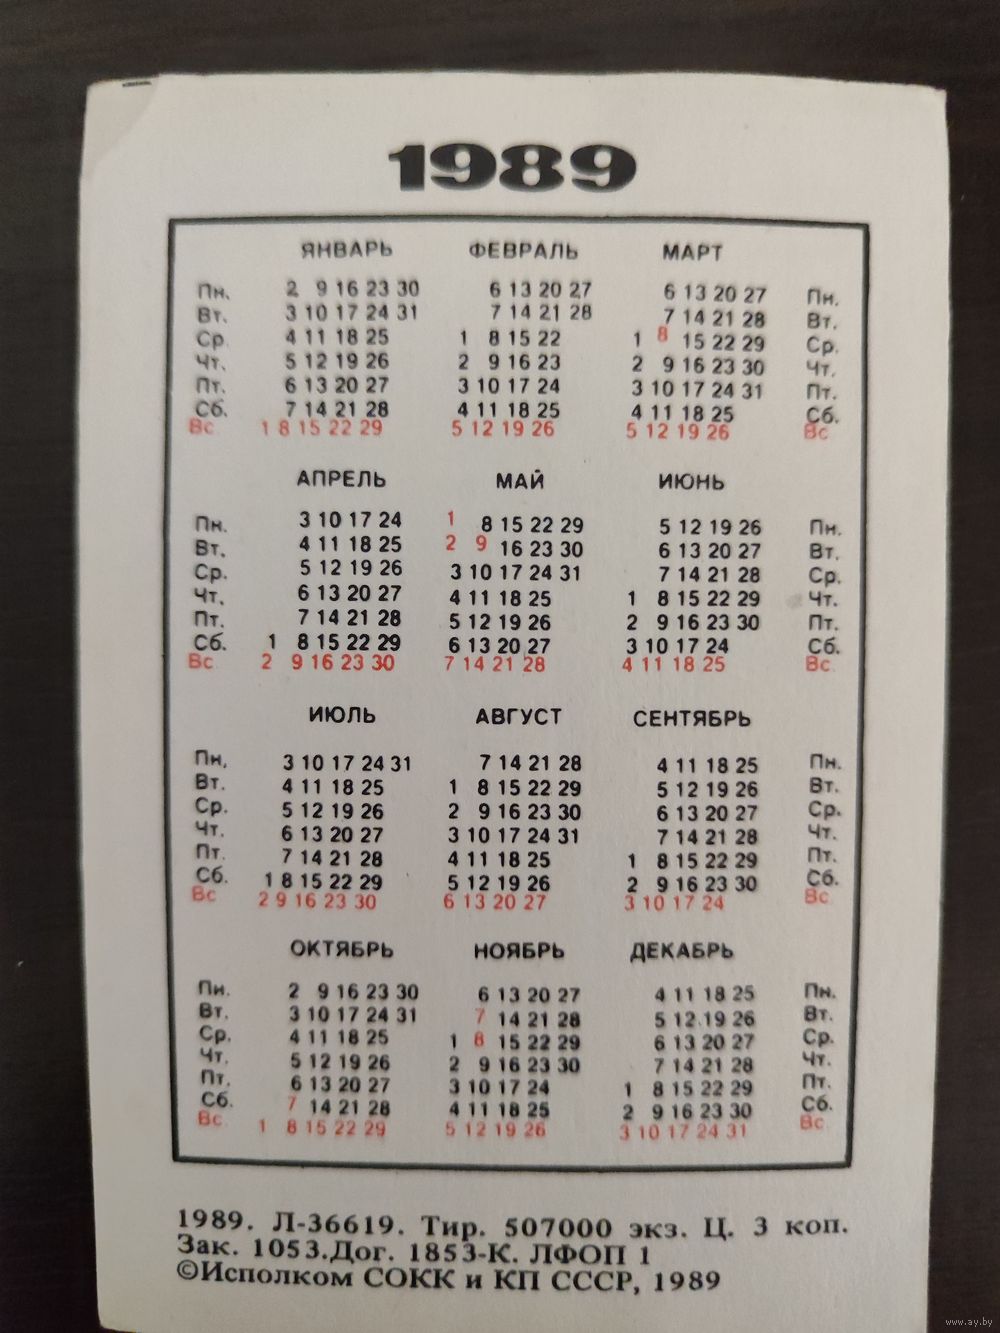 1989
ЯНВАРЬ ФЕВРАЛЬ МАРТ
Пн. 2 9 16 23 30 6 13 20 27 6 13 20 27 Пн.
Вт. 3 10 17 24 31 7 14 21 28 7 14 21 28 Вт.
Ср. 4 11 18 25 1 8 15 22 1 8 15 22 29 Ср.
Чт. 5 12 19 26 2 9 16 23 2 9 16 23 30 Чт.
Пт. 6 13 20 27 3 10 17 24 3 10 17 24 31 Пт.
Сб. 7 14 21 28 4 11 18 25 4 11 18 25 Сб.
Вс 1 8 15 22 29 5 12 19 26 5 12 19 26 Вс
АПРЕЛЬ МАЙ ИЮНЬ
Пн. 3 10 17 24 1 8 15 22 29 5 12 19 26 Пн.
Вт. 4 11 18 25 2 9 16 23 30 6 13 20 27 Вт.
Ср. 5 12 19 26 3 10 17 24 31 7 14 21 28 Ср.
Чт. 6 13 20 27 4 11 18 25 1 8 15 22 29 Чт.
Пт. 7 14 21 28 5 12 19 26 2 9 16 23 30 Пт.
Сб. 1 8 15 22 29 6 13 20 27 3 10 17 24 Сб.
Вс 2 9 16 23 30 7 14 21 28 4 11 18 25 Вс
ИЮЛЬ АВГУСТ СЕНТЯБРЬ
Пн. 3 10 17 24 31 7 14 21 28 4 11 18 25 Пн.
Вт. 4 11 18 25 1 8 15 22 29 5 12 19 26 Вт.
Ср. 5 12 19 26 2 9 16 23 30 6 13 20 27 Ср.
Чт. 6 13 20 27 3 10 17 24 31 7 14 21 28 Чт.
Пт. 7 14 21 28 4 11 18 25 1 8 15 22 29 Пт.
Сб. 1 8 15 22 29 5 12 19 26 2 9 16 23 30 Сб.
Вс 2 9 16 23 30 6 13 20 27 3 10 17 24 Вс
ОКТЯБРЬ НОЯБРЬ ДЕКАБРЬ
Пн. 2 9 16 23 30 6 13 20 27 4 11 18 25 Пн.
Вт. 3 10 17 24 31 7 14 21 28 5 12 19 26 Вт.
Ср. 4 11 18 25 1 8 15 22 29 6 13 20 27 Ср.
Чт. 5 12 19 26 2 9 16 23 30 7 14 21 28 Чт.
Пт. 6 13 20 27 3 10 17 24 1 8 15 22 29 Пт.
Сб. 7 14 21 28 4 11 18 25 2 9 16 23 30 Сб.
Вс 1 8 15 22 29 5 12 19 26 3 10 17 24 31 Вс
1989. Л-36619. Тир. 507000 экз. Ц. 3 коп.
Зак. 1053.Дог. 1853-К. ЛФОП 1
©Исполком СОКК и КП СССР, 1989
www.ay.by